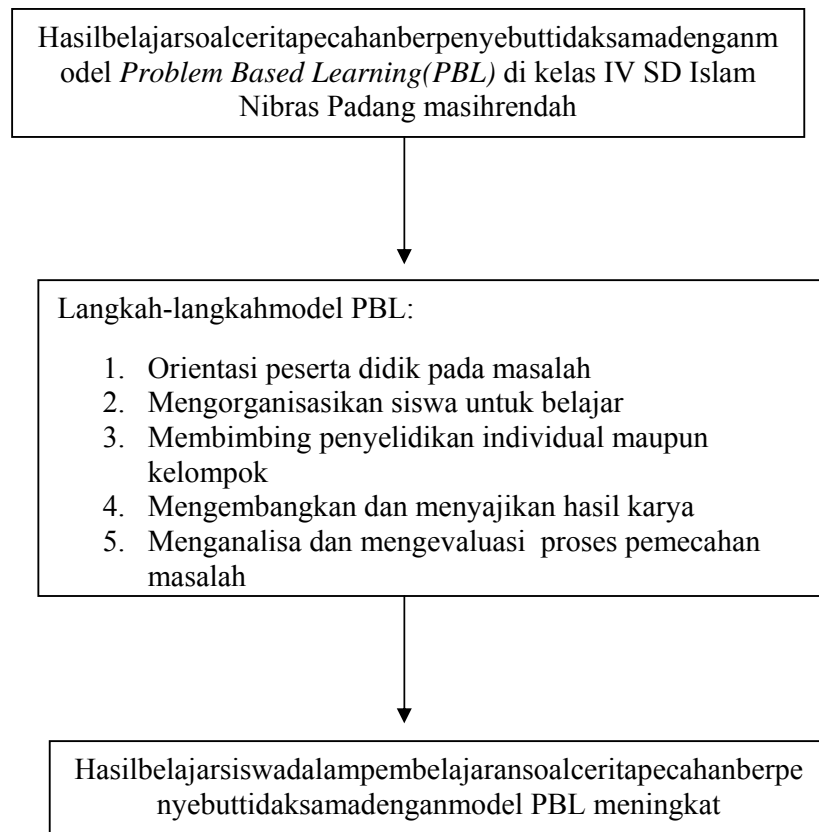 Hasilbelajarsoalceritapecahanberpenyebuttidaksamadenganm
odel Problem Based Learning(PBL) di kelas IV SD Islam
Nibras Padang masihrendah
Langkah-langkahmodel PBL:
1. Orientasi peserta didik pada masalah
2. Mengorganisasikan siswa untuk belajar
3. Membimbing penyelidikan individual maupun
kelompok
4. Mengembangkan dan menyajikan hasil karya
5. Menganalisa dan mengevaluasi proses pemecahan
masalah
Hasilbelajarsiswadalampembelajaransoalceritapecahanberpe
nyebuttidaksamadenganmodel PBL meningkat